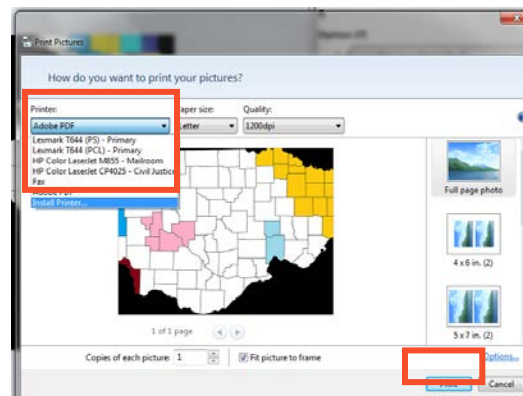 Print Pictures
How do you want to print your pictures?
Printer: Paper size: Quality:
Adobe PDF Letter 1200dpi
Lexmark T644 (PS) - Primary
Lexmark T644 (PCL) - Primary
HP Color LaserJet M855 - Mailroom
HP Color LaserJet CP4025 - Civil Justice
Fax
Adobe PDF
Install Printer...
Full page photo
4 x 6 in. (2)
5 x 7 in. (2)
1 of 1 page
Copies of each picture: 1 Fit picture to frame Options...
Print Cancel